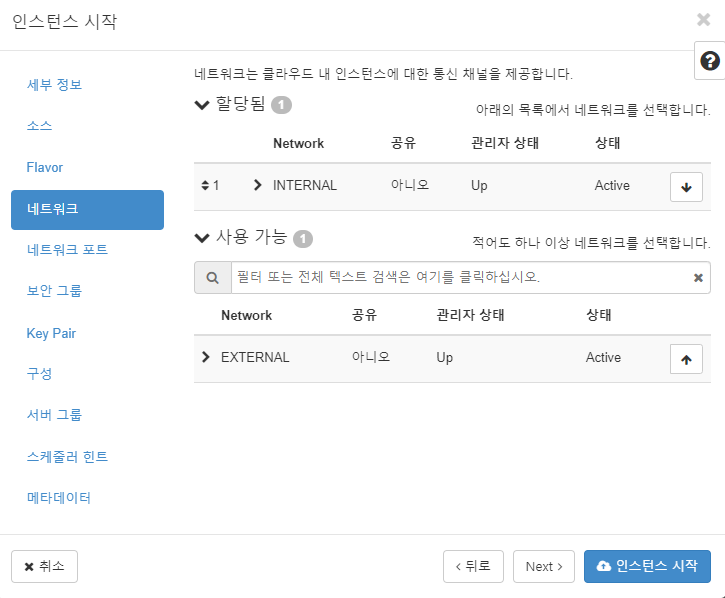 인스턴스 시작
세부 정보
소스
Flavor
네트워크
네트워크 포트
보안 그룹
Key Pair
구성
서버 그룹
스케줄러 힌트
메타데이터
네트워크는 클라우드 내 인스턴스에 대한 통신 채널을 제공합니다.
할당됨 1 아래의 목록에서 네트워크를 선택합니다.
Network 공유 관리자 상태 상태
1 INTERNAL 아니오 Up Active
사용 가능 1 적어도 하나 이상 네트워크를 선택합니다.
필터 또는 전체 텍스트 검색은 여기를 클릭하십시오.
Network 공유 관리자 상태 상태
EXTERNAL 아니오 Up Active
취소 뒤로 Next 인스턴스 시작